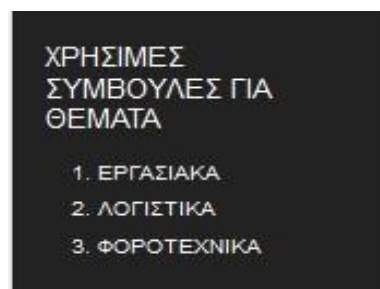 ΧΡΗΣΙΜΕΣ
ΣΥΜΒΟΥΛΕΣ ΓΙΑ
ΘΕΜΑΤΑ
1. ΕΡΓΑΣΙΑΚΑ
2. ΛΟΓΙΣΤΙΚΑ
3. ΦΟΡΟΤΕΧΝΙΚΑ